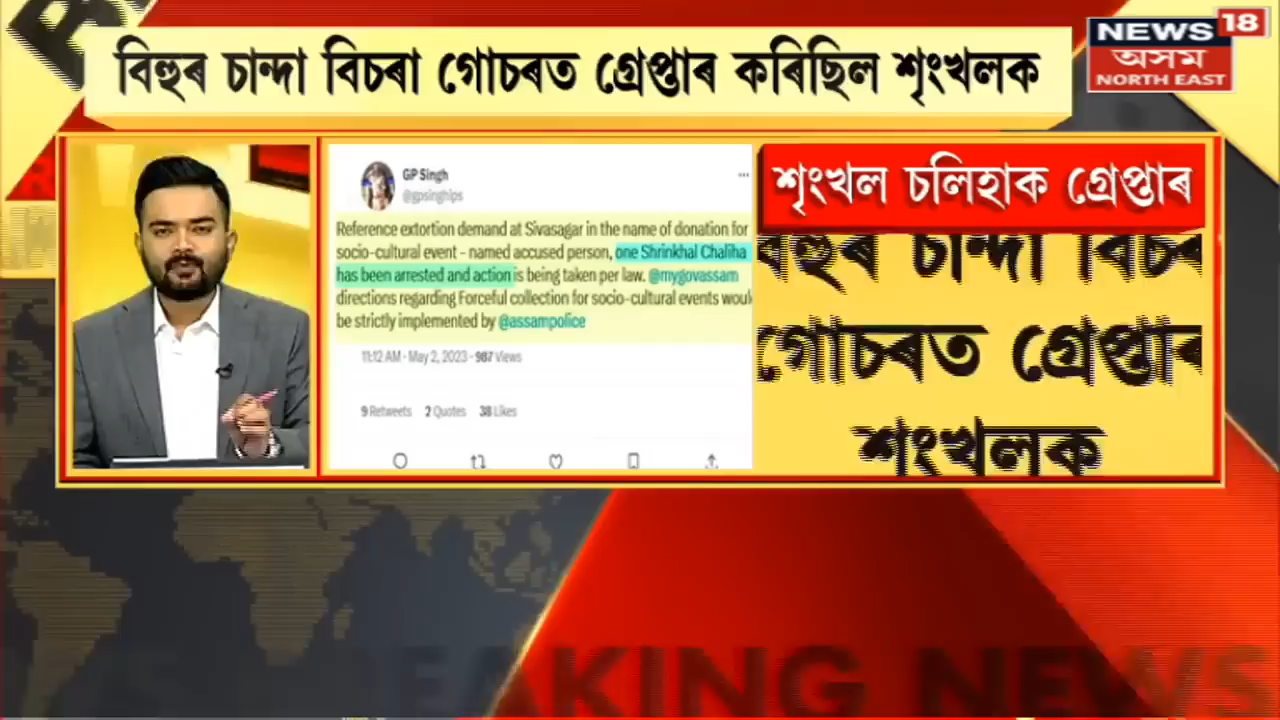 বিহুৰ চান্দা বিচৰা গোচৰত গ্ৰেপ্তাৰ কৰিছিল শৃংখলক
NEWS 18
অসম
NORTH EAST
GP Singh
@gpsinghips
Reference extortion demand at Sivasagar in the name of donation for
socio-cultural event - named accused person, one Shrinkhal Chaliha
has been arrested and action is being taken per law. @mygovassam
directions regarding Forceful collection for socio-cultural events woul
be strictly implemented by @assampolice
11:12 AM · May 2, 2023 · 987 Views
9 Retweets 2 Quotes 38 Likes
শৃংখল চলিহাক গ্ৰেপ্তাৰ
বিহুৰ চান্দা বিচৰা
গোচৰত গ্ৰেপ্তাৰ
শৃংখলক
EAKING NEWS